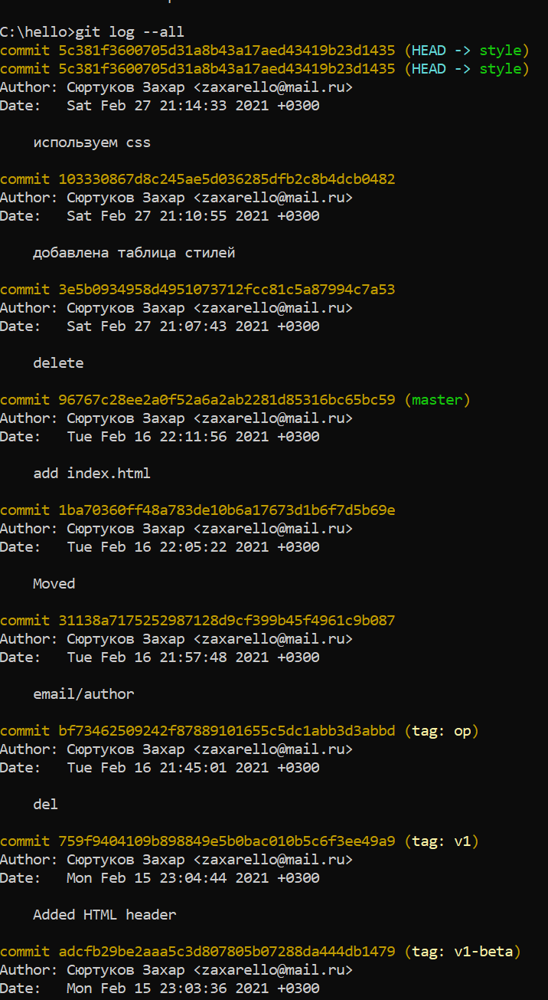 C:\hello>git log --all
commit 5c381f3600705d31a8b43a17aed43419b23d1435 (HEAD -> style)
commit 5c381f3600705d31a8b43a17aed43419b23d1435 (HEAD -> style)
Author: Сюртуков Захар <zaxarello@mail.ru>
Date:   Sat Feb 27 21:14:33 2021 +0300
используем css
commit 103330867d8c245ae5d036285dfb2c8b4dcb0482
Author: Сюртуков Захар <zaxarello@mail.ru>
Date:   Sat Feb 27 21:10:55 2021 +0300
добавлена таблица стилей
commit 3e5b0934958d4951073712fcc81c5a87994c7a53
Author: Сюртуков Захар <zaxarello@mail.ru>
Date:   Sat Feb 27 21:07:43 2021 +0300
delete
commit 96767c28ee2a0f52a6a2ab2281d85316bc65bc59 (master)
Author: Сюртуков Захар <zaxarello@mail.ru>
Date:   Tue Feb 16 22:11:56 2021 +0300
add index.html
commit 1ba70360ff48a783de10b6a17673d1b6f7d5b69e
Author: Сюртуков Захар <zaxarello@mail.ru>
Date:   Tue Feb 16 22:05:22 2021 +0300
Moved
commit 31138a7175252987128d9cf399b45f4961c9b087
Author: Сюртуков Захар <zaxarello@mail.ru>
Date:   Tue Feb 16 21:57:48 2021 +0300
email/author
commit bf73462509242f87889101655c5dc1abb3d3abbd (tag: op)
Author: Сюртуков Захар <zaxarello@mail.ru>
Date:   Tue Feb 16 21:45:01 2021 +0300
del
commit 759f9404109b898849e5b0bac010b5c6f3ee49a9 (tag: v1)
Author: Сюртуков Захар <zaxarello@mail.ru>
Date:   Mon Feb 15 23:04:44 2021 +0300
Added HTML header
commit adcfb29be2aaa5c3d807805b07288da444db1479 (tag: v1-beta)
Author: Сюртуков Захар <zaxarello@mail.ru>
Date:   Mon Feb 15 23:03:36 2021 +0300